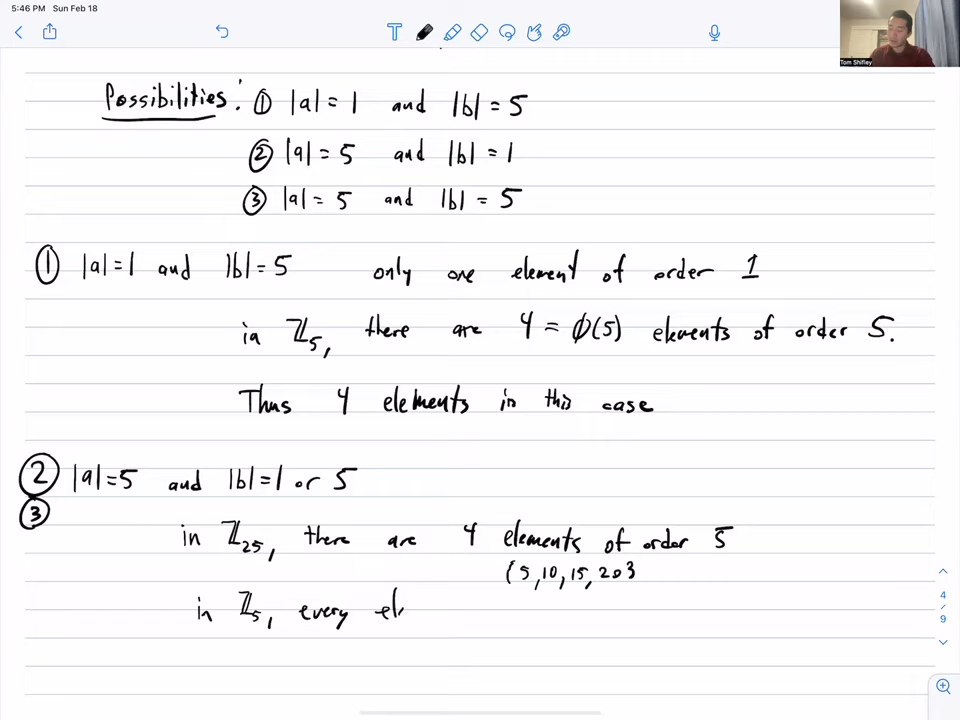 5:46 PM Sun Feb 18
Tom Shifley
Possibilities: ① |a| = 1 and |b| = 5
② |a| = 5 and |b| = 1
③ |a| = 5 and |b| = 5
① |a|=1 and |b|=5 only one element of order 1
in ℤ₅, there are 4 = ϕ(5) elements of order 5.
Thus 4 elements in this case
② |a|=5 and |b|=1 or 5
③
in ℤ₂₅, there are 4 elements of order 5
{5,10,15,20}
in ℤ₅, every el
4
/
9